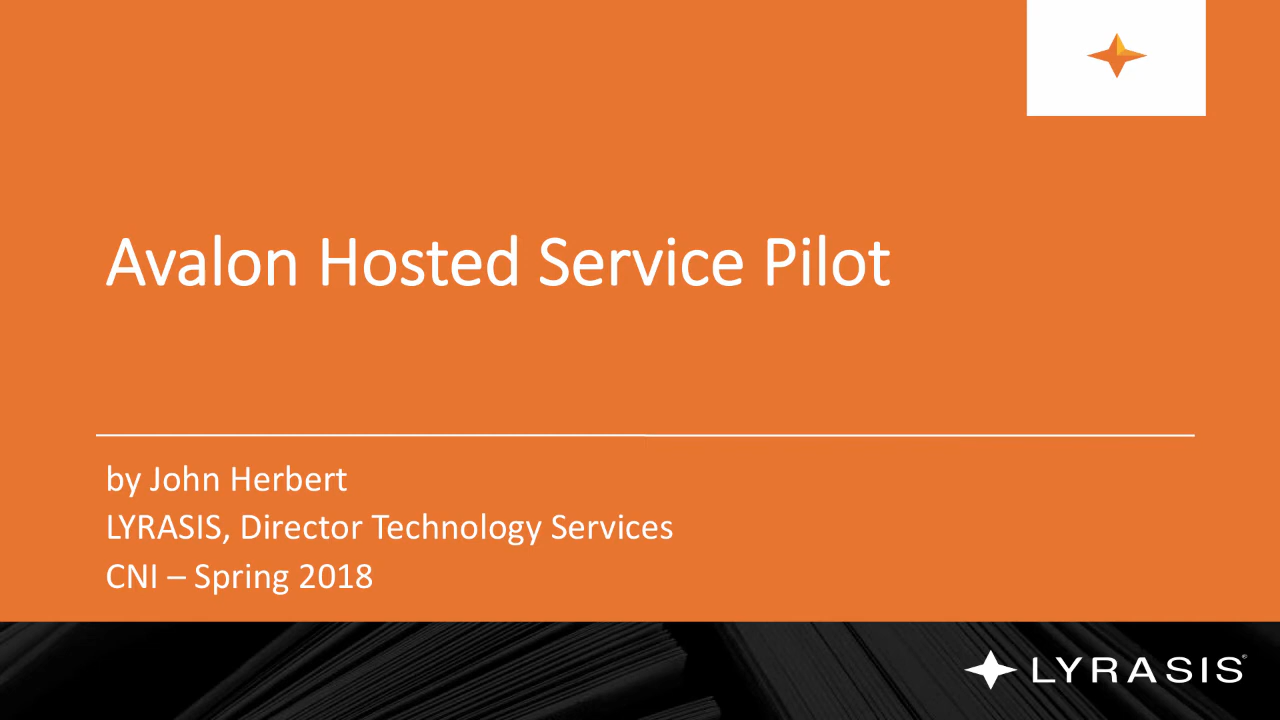 Avalon Hosted Service Pilot
by John Herbert
LYRASIS, Director Technology Services
CNI – Spring 2018
LYRASIS®